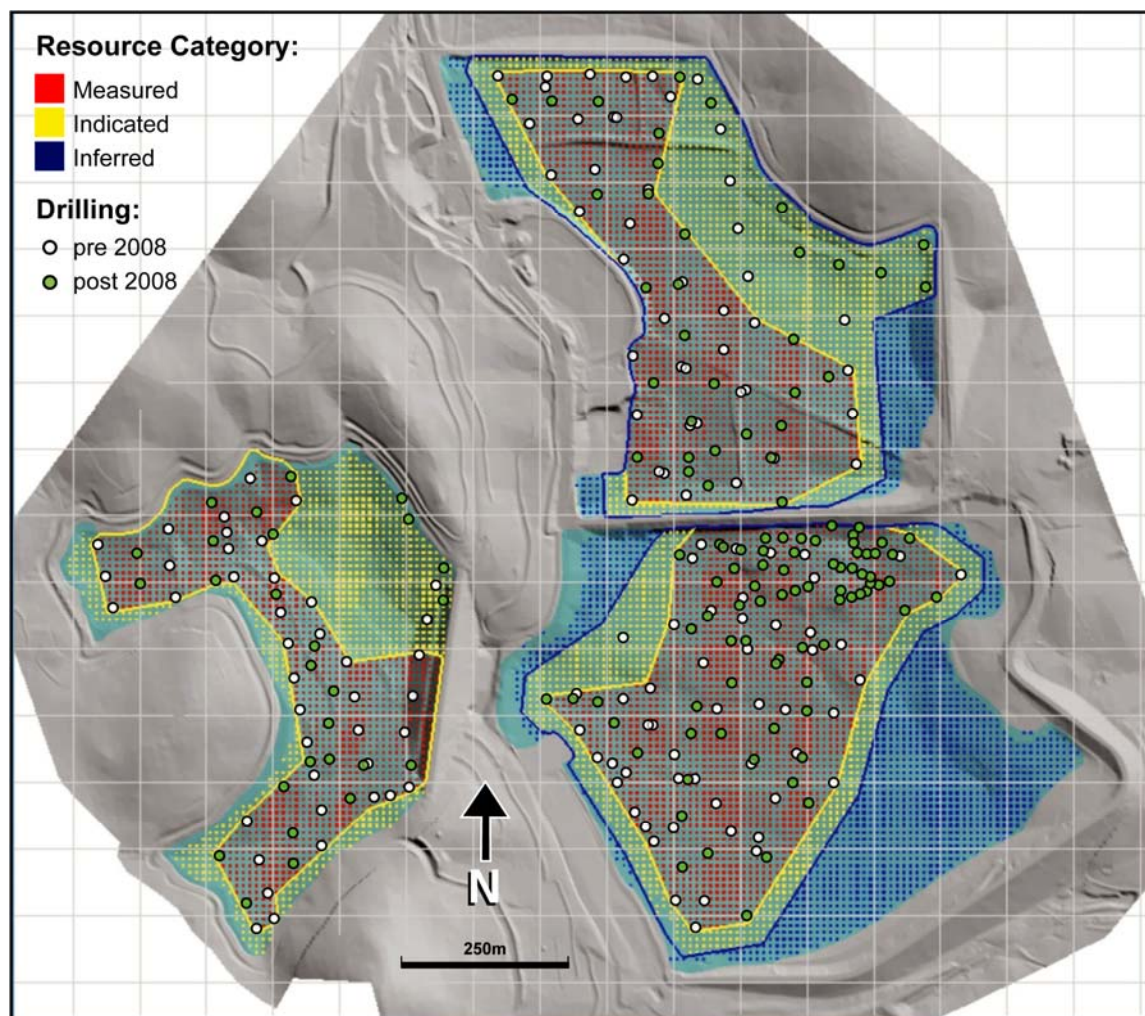 Resource Category:
Measured
Indicated
Inferred
Drilling:
pre 2008
post 2008
N
250m